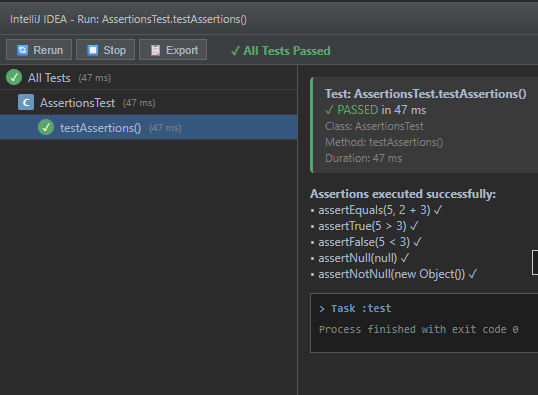 IntelliJ IDEA - Run: AssertionsTest.testAssertions()
Rerun
Stop
Export
✓ All Tests Passed
All Tests (47 ms)
C AssertionsTest (47 ms)
testAssertions() (47 ms)
Test: AssertionsTest.testAssertions()
✓ PASSED in 47 ms
Class: AssertionsTest
Method: testAssertions()
Duration: 47 ms
Assertions executed successfully:
• assertEquals(5, 2 + 3) ✓
• assertTrue(5 > 3) ✓
• assertFalse(5 < 3) ✓
• assertNull(null) ✓
• assertNotNull(new Object()) ✓
> Task :test
Process finished with exit code 0